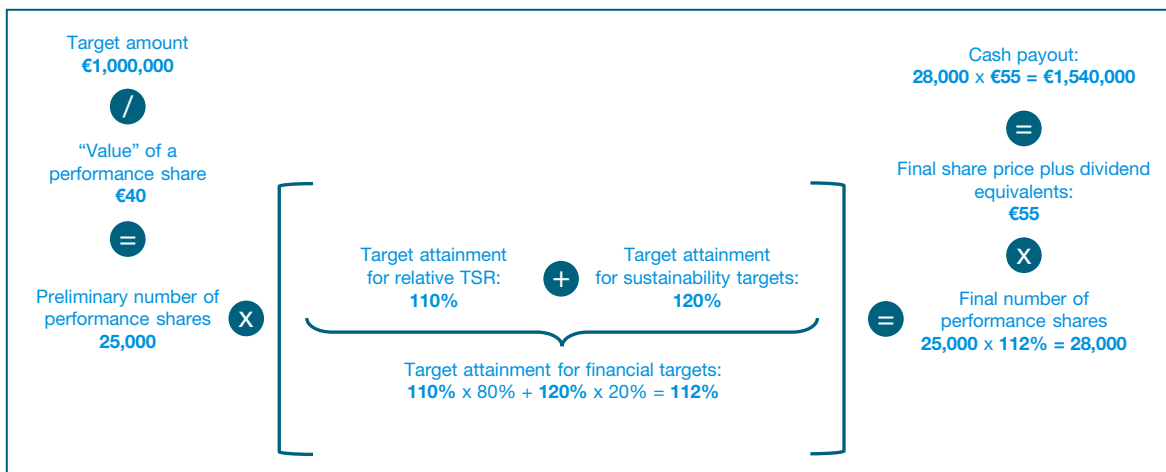 Target amount
€1,000,000
/
“Value” of a
performance share
€40
=
Preliminary number of
performance shares
25,000
x
Target attainment
for relative TSR:
110%
+
Target attainment
for sustainability targets:
120%
Target attainment for financial targets:
110% x 80% + 120% x 20% = 112%
=
Cash payout:
28,000 x €55 = €1,540,000
=
Final share price plus dividend
equivalents:
€55
x
Final number of
performance shares
25,000 x 112% = 28,000